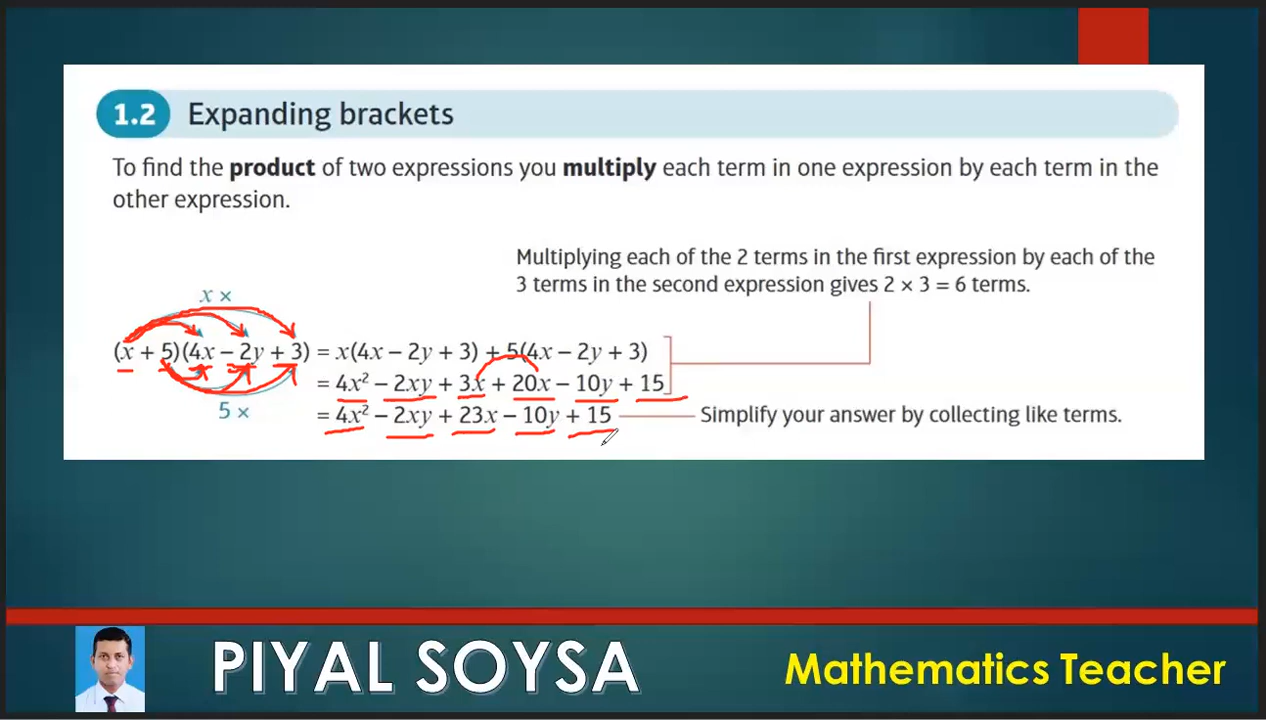 1.2 Expanding brackets
To find the product of two expressions you multiply each term in one expression by each term in the
other expression.
Multiplying each of the 2 terms in the first expression by each of the
3 terms in the second expression gives 2 × 3 = 6 terms.
x ×
(x + 5)(4x − 2y + 3) = x(4x − 2y + 3) + 5(4x − 2y + 3)
= 4x² − 2xy + 3x + 20x − 10y + 15
5 ×
= 4x² − 2xy + 23x − 10y + 15
Simplify your answer by collecting like terms.
PIYAL SOYSA
Mathematics Teacher